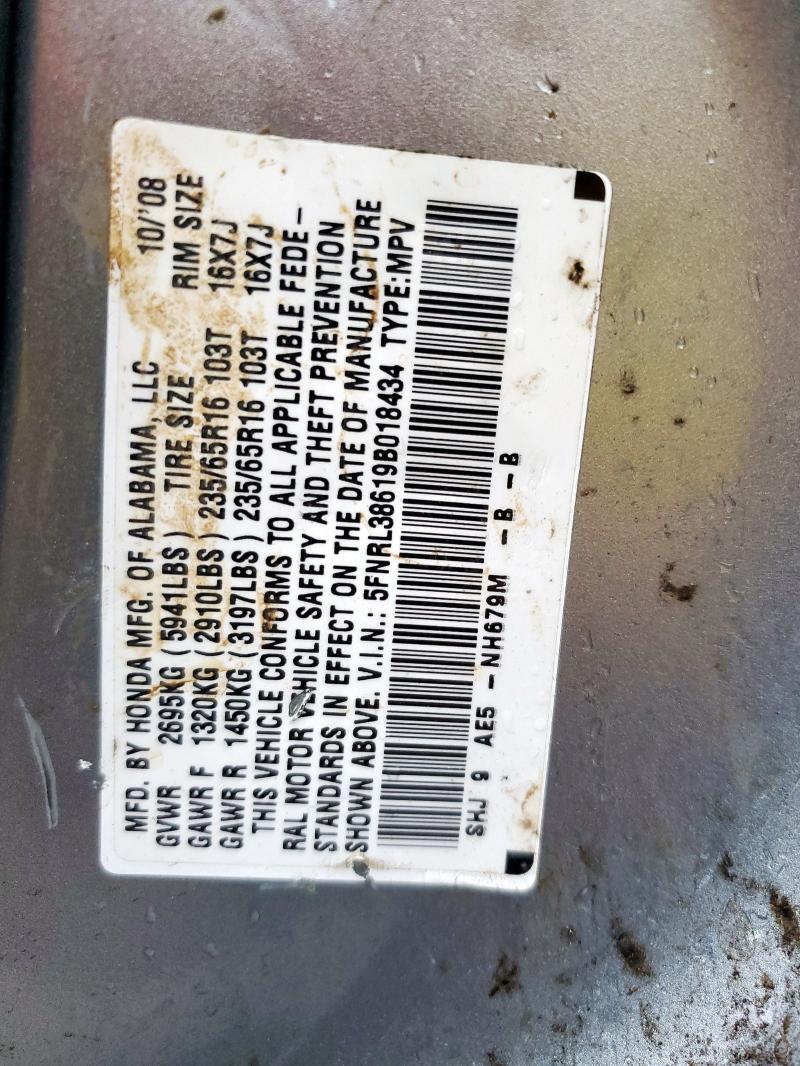 MFD. BY HONDA MFG. OF ALABAMA, LLC 10/'08
GVWR 2695KG ( 5941LBS ) TIRE SIZE RIM SIZE
GAWR F 1320KG ( 2910LBS ) 235/65R16 103T 16X7J
GAWR R 1450KG ( 3197LBS ) 235/65R16 103T 16X7J
THIS VEHICLE CONFORMS TO ALL APPLICABLE FEDE-
RAL MOTOR VEHICLE SAFETY AND THEFT PREVENTION
STANDARDS IN EFFECT ON THE DATE OF MANUFACTURE
SHOWN ABOVE. V.I.N.: 5FNRL38619B018434 TYPE:MPV
SHJ 9 AE5 -NH679M -B -B